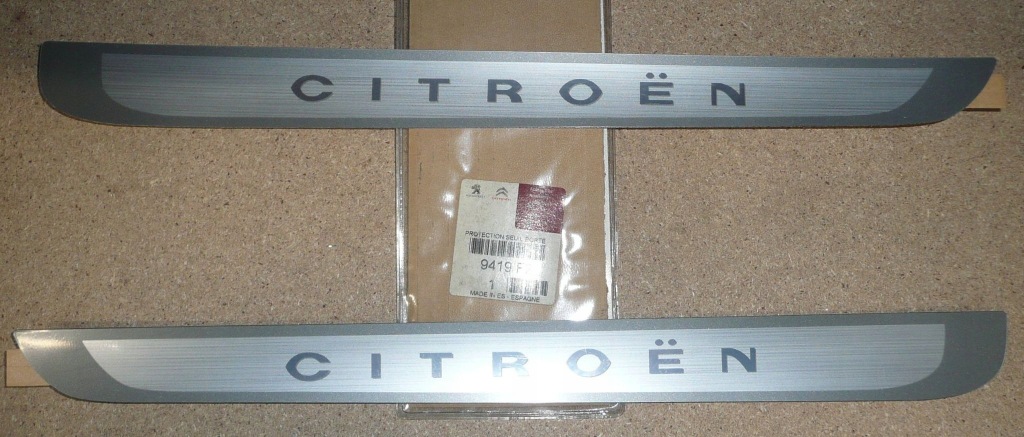 CITROËN
PROTECTION SEUIL PORTE
9419
1
MADE IN ES - ESPAGNE
CITROËN